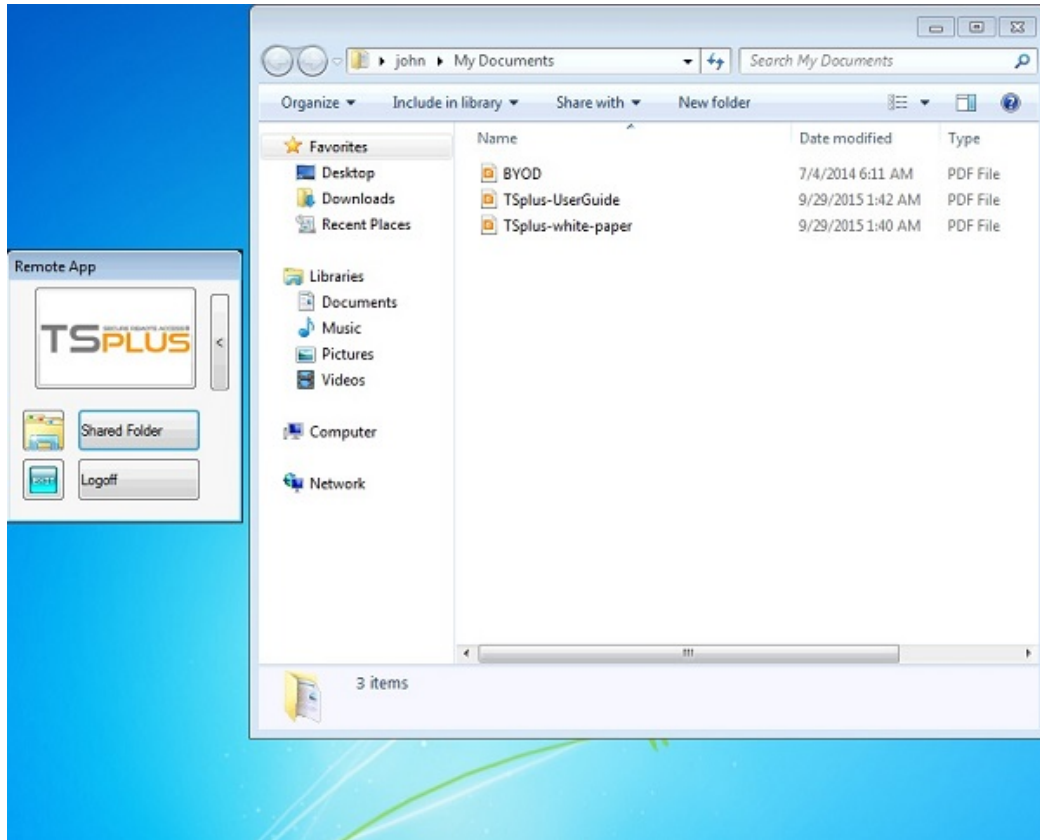 john ▸ My Documents
Search My Documents
Organize
Include in library
Share with
New folder
Favorites
Desktop
Downloads
Recent Places
Libraries
Documents
Music
Pictures
Videos
Computer
Network
Name
Date modified
Type
BYOD
7/4/2014 6:11 AM
PDF File
TSplus-UserGuide
9/29/2015 1:42 AM
PDF File
TSplus-white-paper
9/29/2015 1:40 AM
PDF File
3 items
Remote App
TSPLUS
SECURE REMOTE ACCESS
<
Shared Folder
Logoff